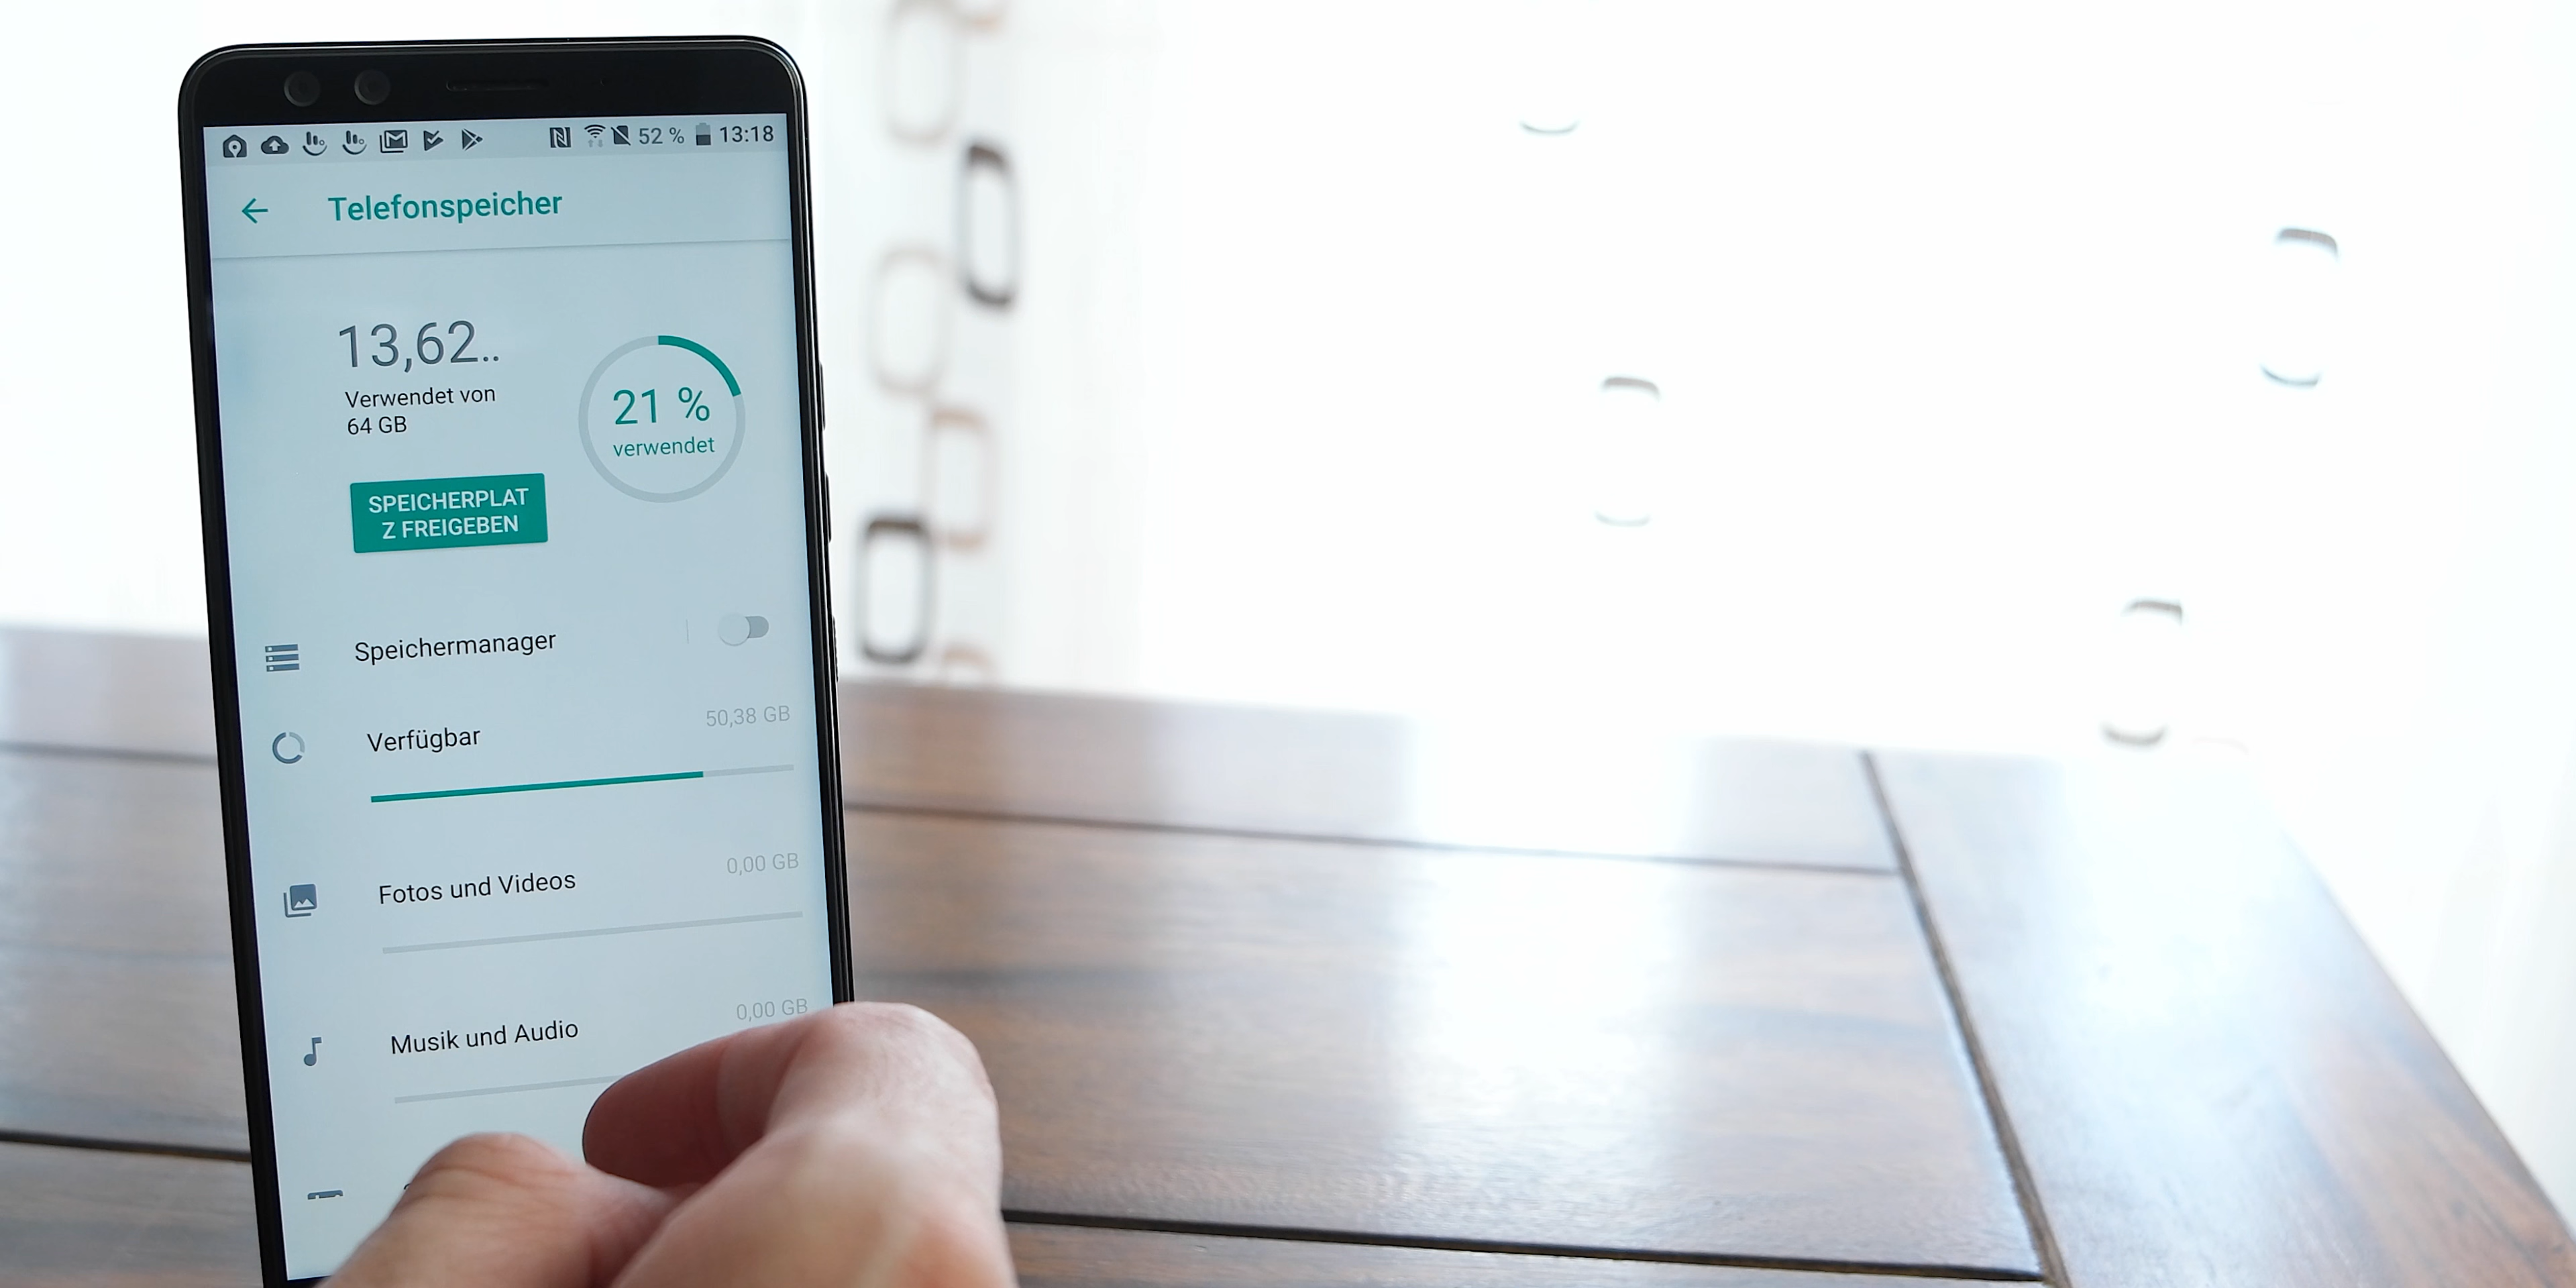 52 % 13:18
Telefonspeicher
13,62..
Verwendet von
64 GB
21 %
verwendet
SPEICHERPLAT
Z FREIGEBEN
Speichermanager
50,38 GB
Verfügbar
0,00 GB
Fotos und Videos
0,00 GB
Musik und Audio